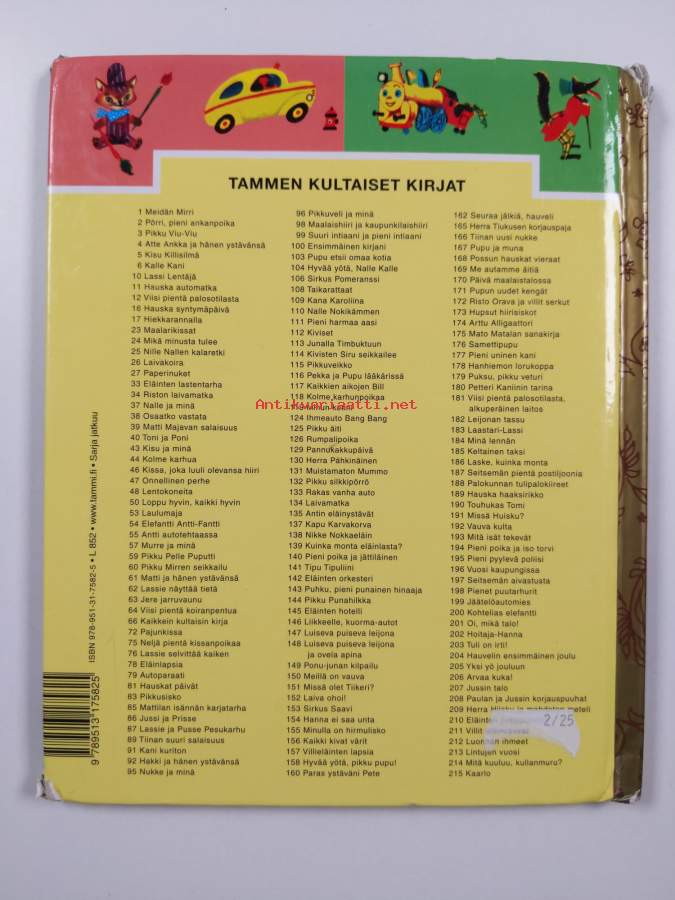 TAMMEN KULTAISET KIRJAT
1 Meidän Mirri
2 Pörri, pieni ankanpoika
3 Pikku Viu-Viu
4 Atte Ankka ja hänen ystävänsä
5 Kisu Killisilmä
6 Kalle Kani
10 Lassi Lentäjä
11 Hauska automatka
12 Viisi pientä palosotilasta
16 Hauska syntymäpäivä
17 Hiekkarannalla
23 Maalarikissat
24 Mikä minusta tulee
25 Nille Nallen kalaretki
26 Laivakoira
27 Paperinuket
33 Eläinten lastentarha
34 Riston laivamatka
37 Nalle ja minä
38 Osaatko vastata
39 Matti Majavan salaisuus
40 Toni ja Poni
43 Kisu ja minä
44 Kolme karhua
46 Kissa, joka luuli olevansa hiiri
47 Onnellinen perhe
48 Lentokoneita
50 Loppu hyvin, kaikki hyvin
53 Laulumaja
54 Elefantti Antti-Fantti
55 Antti autotehtaassa
57 Murre ja minä
59 Pikku Pelle Puputti
60 Pikku Mirren seikkailu
61 Matti ja hänen ystävänsä
62 Lassie näyttää tietä
63 Jere jarruvaunu
64 Viisi pientä koiranpentua
66 Kaikkein kultaisin kirja
72 Pajunkissa
75 Neljä pientä kissanpoikaa
76 Lassie selvittää kaiken
78 Eläinlapsia
79 Autoparaati
81 Hauskat päivät
83 Pikkusisko
85 Mattilan isännän karjatarha
86 Jussi ja Prisse
87 Lassie ja Pusse Pesukarhu
89 Tiinan suuri salaisuus
91 Kani kuriton
92 Hakki ja hänen ystävänsä
95 Nukke ja minä
96 Pikkuveli ja minä
98 Maalaishiiri ja kaupunkilaishiiri
99 Suuri intiaani ja pieni intiaani
100 Ensimmäinen kirjani
103 Pupu etsii omaa kotia
104 Hyvää yötä, Nalle Kalle
106 Sirkus Pomeranssi
108 Taikarattaat
109 Kana Karoliina
110 Nalle Nokikämmen
111 Pieni harmaa aasi
112 Kiviset
113 Junalla Timbuktuun
114 Kivisten Siru seikkailee
115 Pikkuveikko
116 Pekka ja Pupu lääkärissä
117 Kaikkien aikojen Bill
118 Kolme karhunpoikaa
Antikvariaatti.net
124 Ihmeauto Bang Bang
125 Pikku äiti
126 Rumpalipoika
129 Pannukakkupäivä
130 Herra Pähkinäinen
131 Muistamaton Mummo
132 Pikku silkkipörrö
133 Rakas vanha auto
134 Laivamatka
135 Antin eläinystävät
137 Kapu Karvakorva
138 Nikke Nokkaeläin
139 Kuinka monta eläinlasta?
140 Pieni poika ja jättiläinen
141 Tipu Tipuliini
142 Eläinten orkesteri
143 Puhku, pieni punainen hinaaja
144 Pikku Punahilkka
145 Eläinten hotelli
146 Liikkeelle, kuorma-autot
147 Luiseva puiseva leijona
148 Luiseva puiseva leijona
ja ovela apina
149 Ponu-junan kilpailu
150 Meillä on vauva
151 Missä olet Tiikeri?
152 Laiva ohoi!
153 Sirkus Saavi
154 Hanna ei saa unta
155 Minulla on hirmulisko
156 Kaikki kivat värit
157 Villieläinten lapsia
158 Hyvää yötä, pikku pupu!
160 Paras ystäväni Pete
162 Seuraa jälkiä, hauveli
165 Herra Tiukusen korjauspaja
166 Tiinan uusi nukke
167 Pupu ja muna
168 Possun hauskat vieraat
169 Me autamme äitiä
170 Päivä maalaistalossa
171 Pupun uudet kengät
172 Risto Orava ja villit serkut
173 Hupsut hiirisiskot
174 Arttu Alligaattori
175 Mato Matalan sanakirja
176 Samettipupu
177 Pieni uninen kani
178 Hanhiemon lorukoppa
179 Puksu, pikku veturi
180 Petteri Kaniinin tarina
181 Viisi pientä palosotilasta,
alkuperäinen laitos
182 Leijonan tassu
183 Laastari-Lassi
184 Minä lennän
185 Keltainen taksi
186 Laske, kuinka monta
187 Seitsemän pientä postiljoonia
188 Palokunnan tulipalokiireet
189 Hauska haaksirikko
190 Touhukas Tomi
191 Missä Huisku?
192 Vauva kulta
193 Mitä isät tekevät
194 Pieni poika ja iso torvi
195 Pieni pyylevä poliisi
196 Vuosi kaupungissa
197 Seitsemän aivastusta
198 Pienet puutarhurit
199 Jäätelöautomies
200 Kohtelias elefantti
201 Oi, mikä talo!
202 Hoitaja-Hanna
203 Tuli on irti!
204 Hauvelin ensimmäinen joulu
205 Yksi yö jouluun
206 Arvaa kuka!
207 Jussin talo
208 Paulan ja Jussin korjauspuuhat
209 Herra
210 Eläinten
211 Villit
212 Luonnon ihmeet
213 Lintujen vuosi
214 Mitä kuuluu, kullanmuru?
215 Kaarlo
2/25
ISBN 978-951-31-7582-5 • L 852 • www.tammi.fi • Sarja jatkuu
9 789513 175825